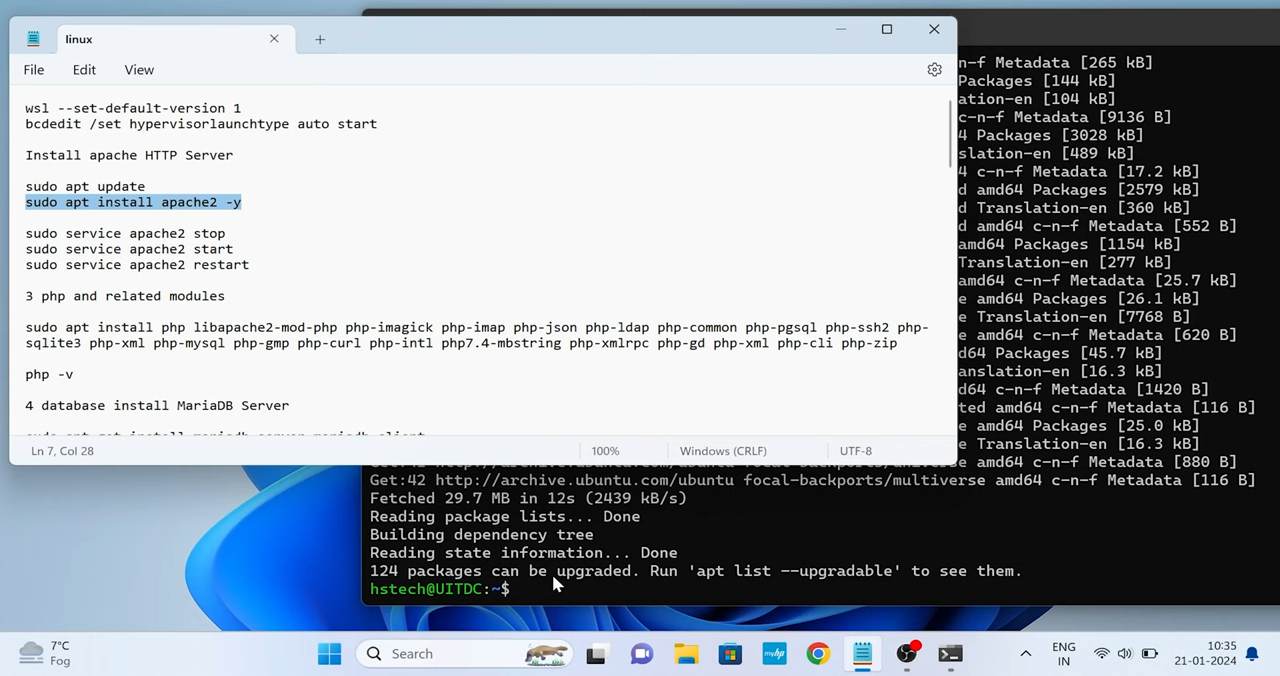 linux
File Edit View
wsl --set-default-version 1
bcdedit /set hypervisorlaunchtype auto start
Install apache HTTP Server
sudo apt update
sudo apt install apache2 -y
sudo service apache2 stop
sudo service apache2 start
sudo service apache2 restart
3 php and related modules
sudo apt install php libapache2-mod-php php-imagick php-imap php-json php-ldap php-common php-pgsql php-ssh2 php-
sqlite3 php-xml php-mysql php-gmp php-curl php-intl php7.4-mbstring php-xmlrpc php-gd php-xml php-cli php-zip
php -v
4 database install MariaDB Server
Ln 7, Col 28 100% Windows (CRLF) UTF-8
n-f Metadata [265 kB]
Packages [144 kB]
ation-en [104 kB]
c-n-f Metadata [9136 B]
4 Packages [3028 kB]
slation-en [489 kB]
4 c-n-f Metadata [17.2 kB]
d amd64 Packages [2579 kB]
d Translation-en [360 kB]
d amd64 c-n-f Metadata [552 B]
amd64 Packages [1154 kB]
Translation-en [277 kB]
amd64 c-n-f Metadata [25.7 kB]
e amd64 Packages [26.1 kB]
e Translation-en [7768 B]
e amd64 c-n-f Metadata [620 B]
d64 Packages [45.7 kB]
anslation-en [16.3 kB]
d64 c-n-f Metadata [1420 B]
ted amd64 c-n-f Metadata [116 B]
e amd64 Packages [25.0 kB]
e Translation-en [16.3 kB]
e amd64 c-n-f Metadata [880 B]
Get:42 http://archive.ubuntu.com/ubuntu focal-backports/multiverse amd64 c-n-f Metadata [116 B]
Fetched 29.7 MB in 12s (2439 kB/s)
Reading package lists... Done
Building dependency tree
Reading state information... Done
124 packages can be upgraded. Run 'apt list --upgradable' to see them.
hstech@UITDC:~$
7°C
Fog
Search
myhp
ENG
IN
10:35
21-01-2024